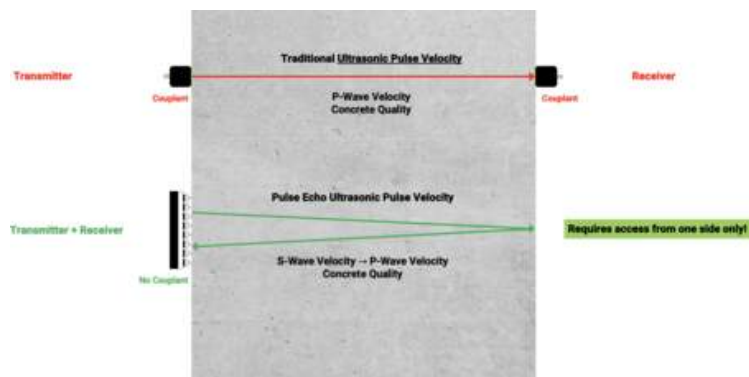 Traditional Ultrasonic Pulse Velocity
Transmitter
Receiver
Couplant
P-Wave Velocity
Concrete Quality
Couplant
Pulse Echo Ultrasonic Pulse Velocity
Transmitter + Receiver
Requires access from one side only!
S-Wave Velocity → P-Wave Velocity
Concrete Quality
No Couplant